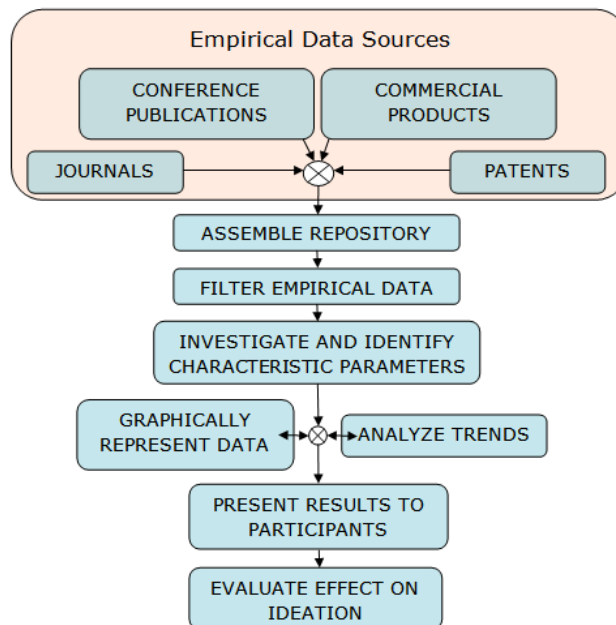 Empirical Data Sources
CONFERENCE
PUBLICATIONS
COMMERCIAL
PRODUCTS
JOURNALS
PATENTS
ASSEMBLE REPOSITORY
FILTER EMPIRICAL DATA
INVESTIGATE AND IDENTIFY
CHARACTERISTIC PARAMETERS
GRAPHICALLY
REPRESENT DATA
ANALYZE TRENDS
PRESENT RESULTS TO
PARTICIPANTS
EVALUATE EFFECT ON
IDEATION